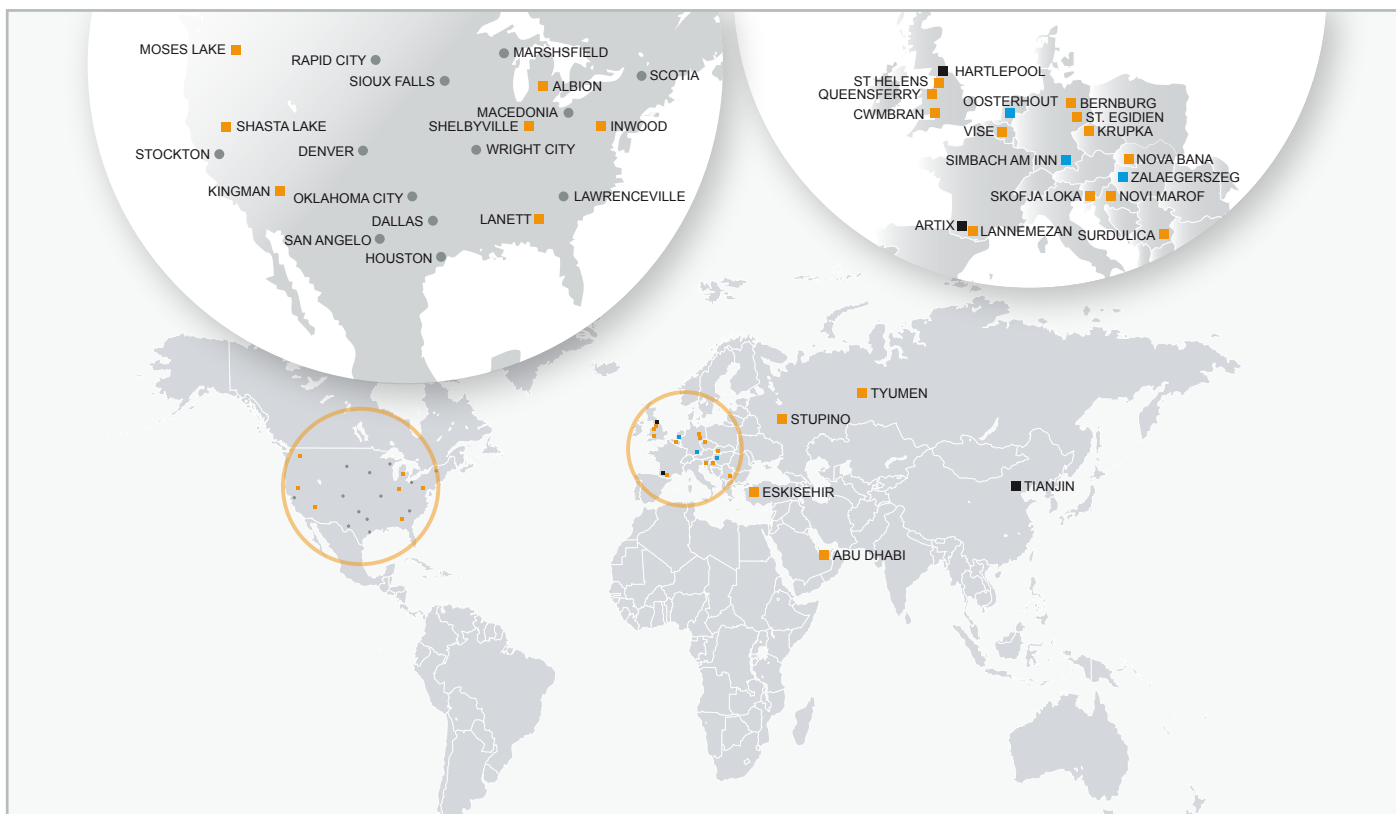 MOSES LAKE
RAPID CITY
MARSHSFIELD
SIOUX FALLS
SCOTIA
ALBION
MACEDONIA
SHASTA LAKE
SHELBYVILLE
INWOOD
STOCKTON
DENVER
WRIGHT CITY
KINGMAN
OKLAHOMA CITY
LAWRENCEVILLE
DALLAS
LANETT
SAN ANGELO
HOUSTON
HARTLEPOOL
ST HELENS
QUEENSFERRY
OOSTERHOUT
BERNBURG
CWMBRAN
ST. EGIDIEN
VISE
KRUPKA
SIMBACH AM INN
NOVA BANA
ZALAEGERSZEG
SKOFJA LOKA
NOVI MAROF
ARTIX
LANNEMEZAN
SURDULICA
TYUMEN
STUPINO
ESKISEHIR
TIANJIN
ABU DHABI